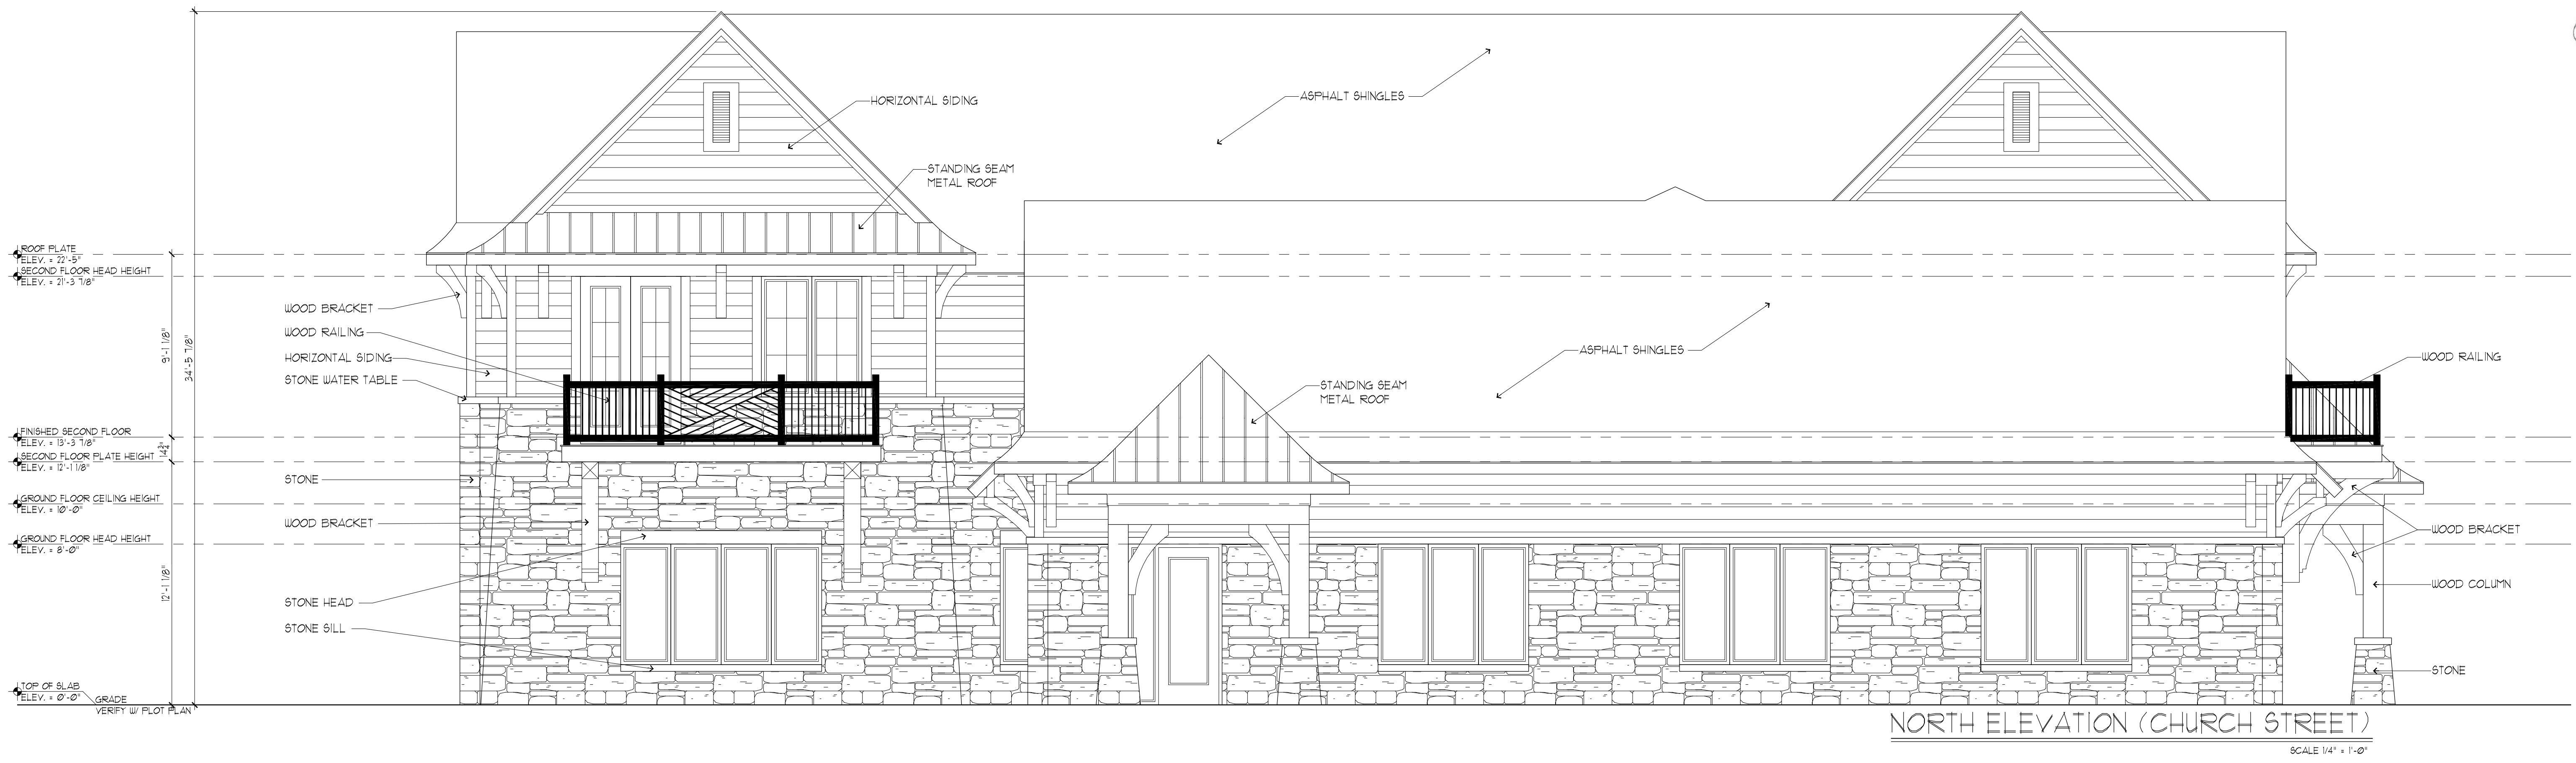 HORIZONTAL SIDING
ASPHALT SHINGLES
STANDING SEAM
METAL ROOF
ROOF PLATE
ELEV. = 22'-5"
SECOND FLOOR HEAD HEIGHT
ELEV. = 21'-3 7/8"
WOOD BRACKET
WOOD RAILING
HORIZONTAL SIDING
STONE WATER TABLE
9'-1 1/8"
34'-5 7/8"
ASPHALT SHINGLES
WOOD RAILING
STANDING SEAM
METAL ROOF
FINISHED SECOND FLOOR
ELEV. = 13'-3 7/8"
14 3/4"
SECOND FLOOR PLATE HEIGHT
ELEV. = 12'-1 1/8"
STONE
GROUND FLOOR CEILING HEIGHT
ELEV. = 10'-0"
WOOD BRACKET
WOOD BRACKET
GROUND FLOOR HEAD HEIGHT
ELEV. = 8'-0"
12'-1 1/8"
WOOD COLUMN
STONE HEAD
STONE SILL
STONE
TOP OF SLAB
ELEV. = 0'-0"
GRADE
VERIFY W/ PLOT PLAN
NORTH ELEVATION (CHURCH STREET)
SCALE 1/4" = 1'-0"